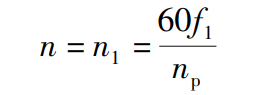 n = n₁ = 60f₁ / nₚ